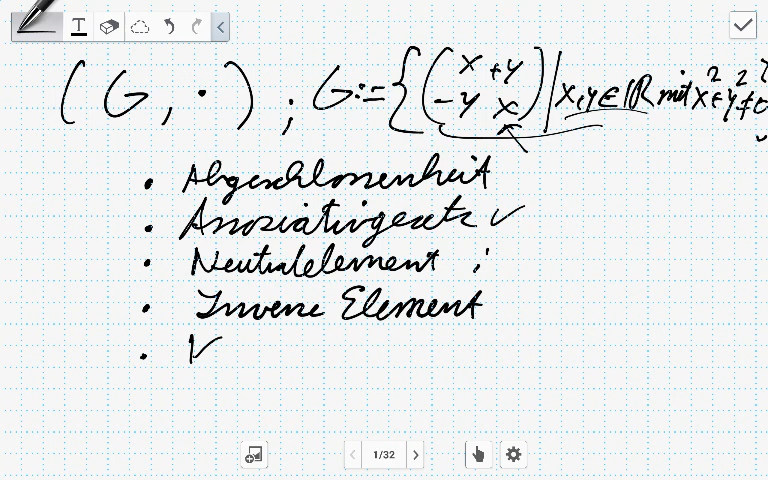 T
(G, ·) ; G := {(x +y -y x) | x,y ∈ ℝ mit x²+y² ≠ 0}
• Abgeschlossenheit
• Assoziativgesetz ✓
• Neutralelement ;
• Inverse Element
•
1/32